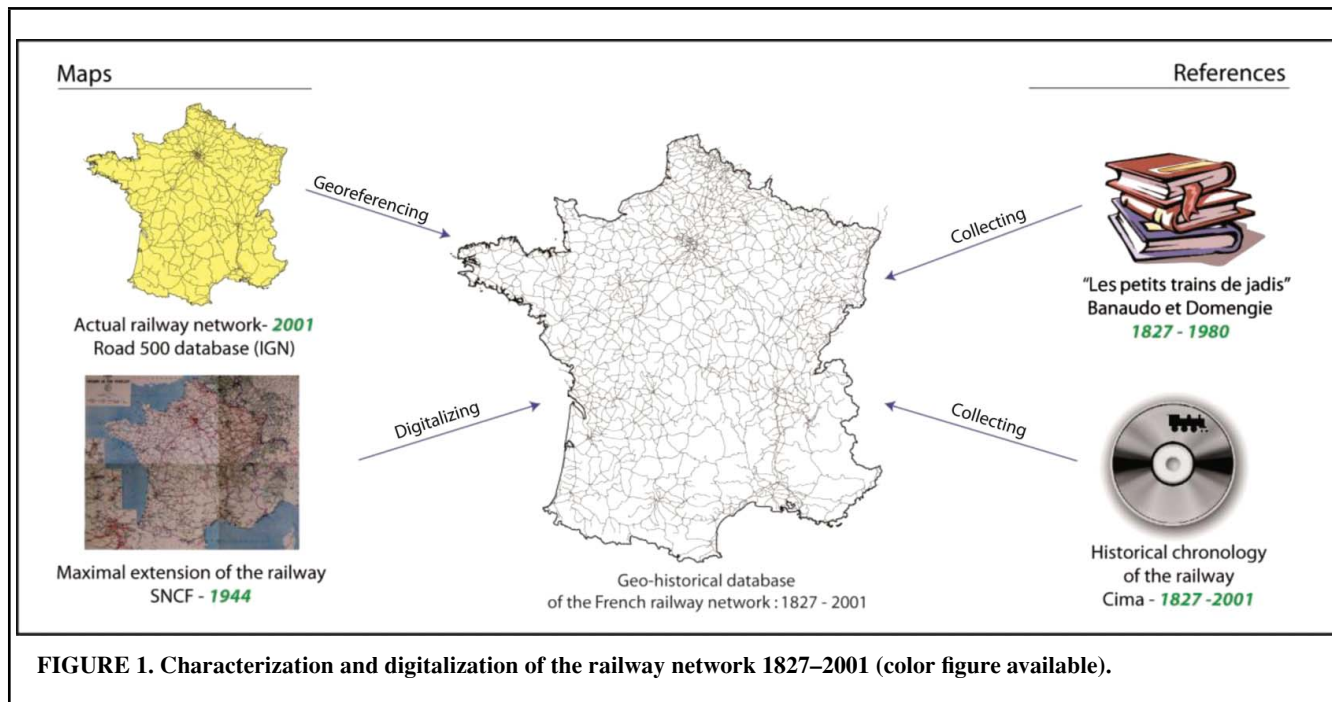 Maps
References
Georeferencing
Collecting
Actual railway network- 2001
Road 500 database (IGN)
"Les petits trains de jadis"
Banaudo et Domengie
1827 - 1980
Digitalizing
Collecting
Maximal extension of the railway
SNCF - 1944
Geo-historical database
of the French railway network : 1827 - 2001
Historical chronology
of the railway
Cima - 1827 -2001
FIGURE 1. Characterization and digitalization of the railway network 1827–2001 (color figure available).